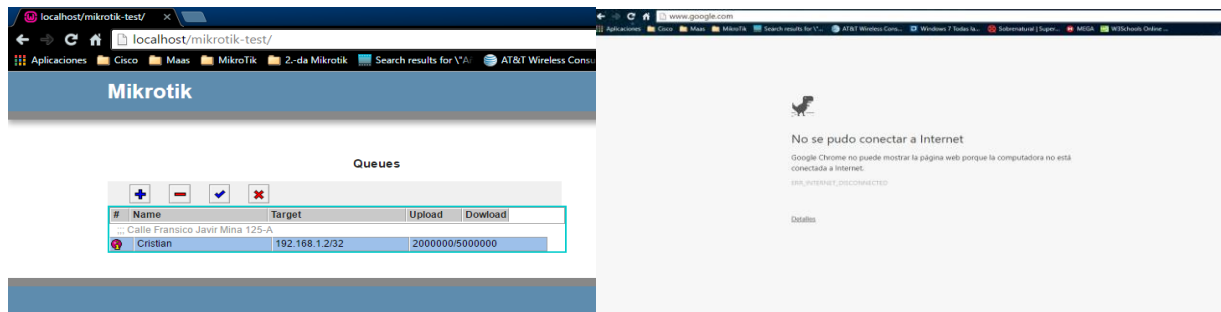 localhost/mikrotik-test/
localhost/mikrotik-test/
Aplicaciones Cisco Maas MikroTik 2.-da Mikrotik Search results for \"A AT&T Wireless Consu
Mikrotik
Queues
# Name Target Upload Dowload
;;; Calle Fransico Javir Mina 125-A
Cristian 192.168.1.2/32 2000000/5000000
www.google.com
Aplicaciones Cisco Maas MikroTik Search results for \"... AT&T Wireless Cons... Windows 7 Todas la... Sobrenatural | Super... MEGA W3Schools Online ...
No se pudo conectar a Internet
Google Chrome no puede mostrar la página web porque la computadora no está
conectada a Internet.
ERR_INTERNET_DISCONNECTED
Detalles